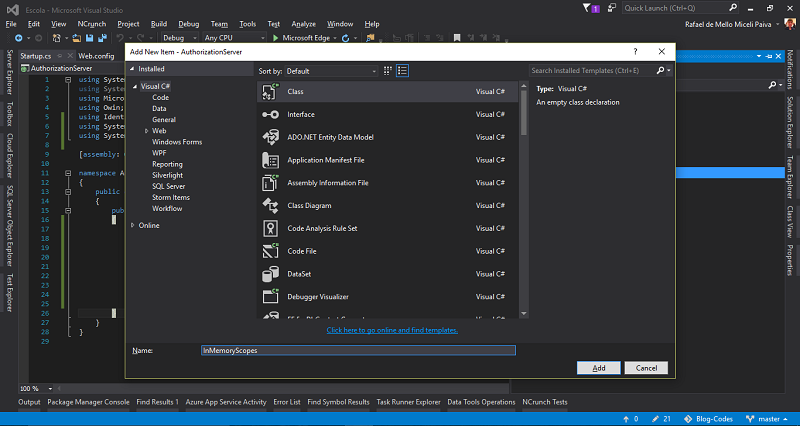 Escola - Microsoft Visual Studio
1
Quick Launch (Ctrl+Q)
File Edit View NCrunch Project Build Debug Team Tools Test Analyze Window Help
Rafael de Mello Miceli Paiva
Debug Any CPU Microsoft Edge
Startup.cs Web.config
AuthorizationServer
Server Explorer
Toolbox
Cloud Explorer
SQL Server Object Explorer
Test Explorer
1 using System
2 using System
3 using Micro
4 using Owin;
5 using Ident
6 using System
7 using System
8
9 [assembly:
10
11 namespace A
12 {
13 public
14 {
15 pu
16
17
18
19
20
21
22
23
24
25
26
27 }
28 }
29
100 %
Add New Item - AuthorizationServer
? ×
Installed
Visual C#
Code
Data
General
Web
Windows Forms
WPF
Reporting
Silverlight
SQL Server
Storm Items
Workflow
Online
Sort by: Default
Class Visual C#
Interface Visual C#
ADO.NET Entity Data Model Visual C#
Application Manifest File Visual C#
Assembly Information File Visual C#
Class Diagram Visual C#
Code Analysis Rule Set Visual C#
Code File Visual C#
DataSet Visual C#
Debugger Visualizer Visual C#
Click here to go online and find templates.
Search Installed Templates (Ctrl+E)
Type: Visual C#
An empty class declaration
Name: InMemoryScopes
Add Cancel
Notifications
Solution Explorer
Team Explorer
Class View
Properties
Output Package Manager Console Find Results 1 Azure App Service Activity Error List Find Symbol Results Task Runner Explorer Data Tools Operations NCrunch Tests
0 21 Blog-Codes master